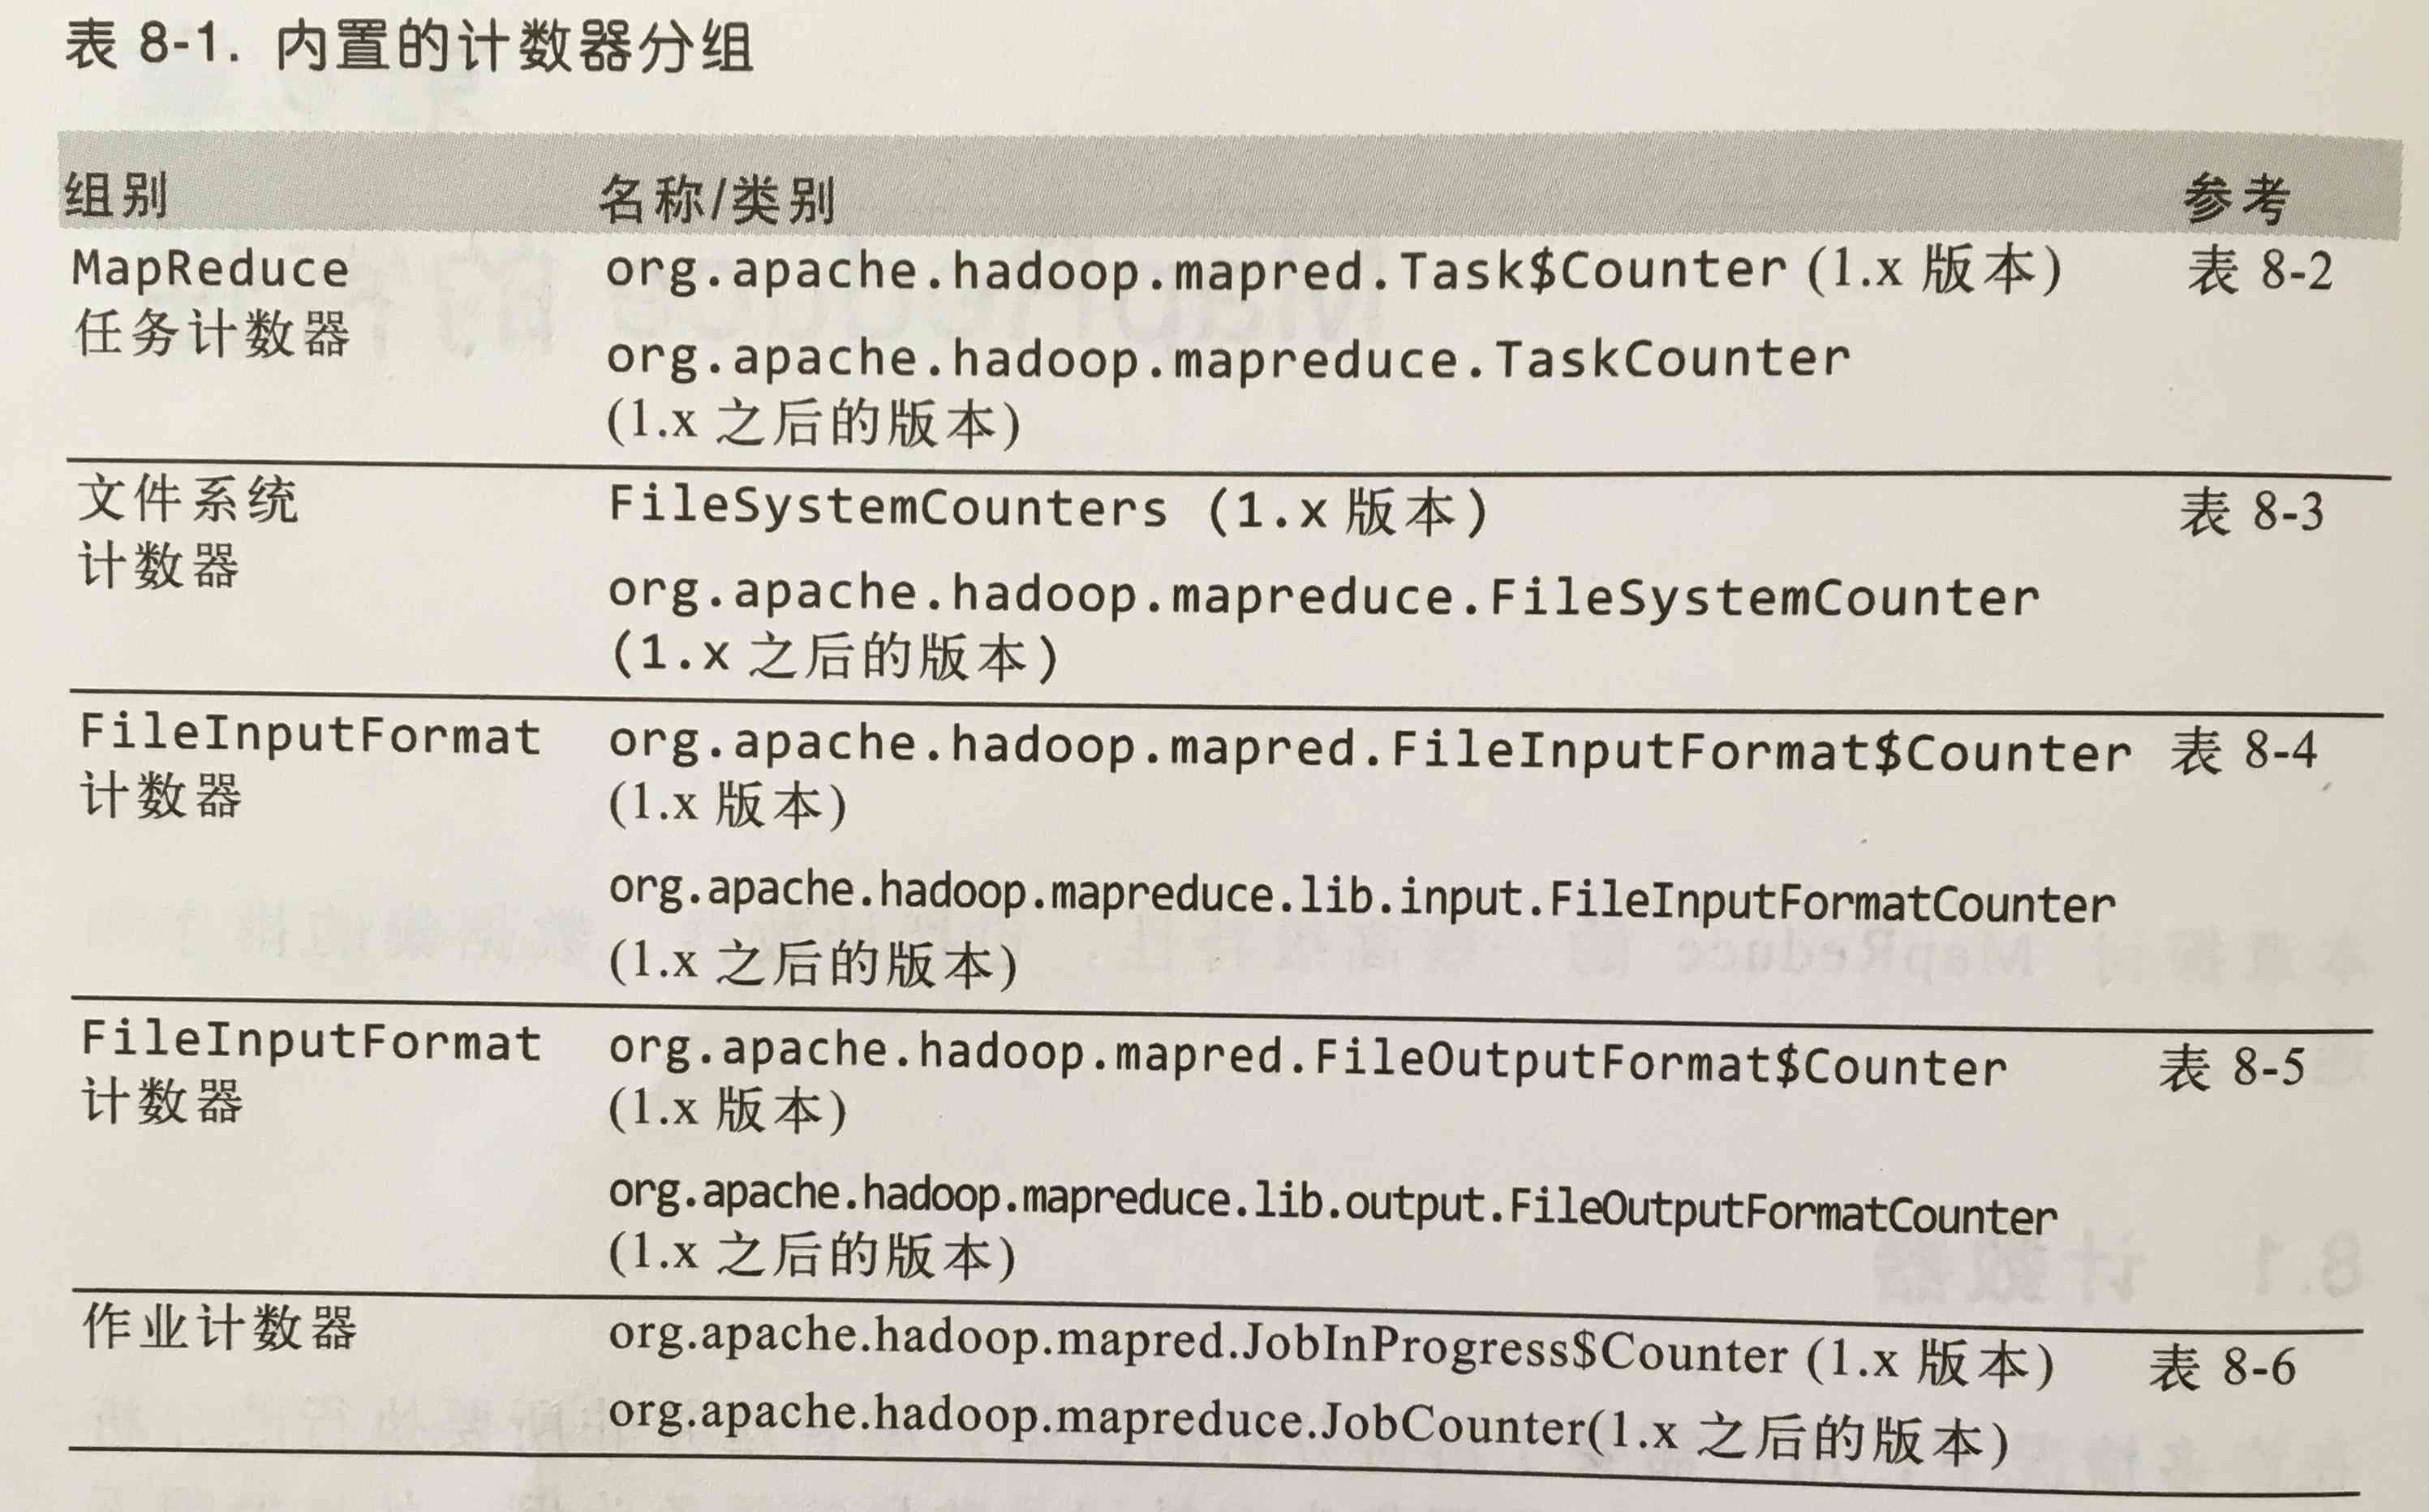 表 8-1. 内置的计数器分组
组别 名称/类别 参考
MapReduce 任务计数器 org.apache.hadoop.mapred.Task$Counter (1.x 版本) 表 8-2
org.apache.hadoop.mapreduce.TaskCounter
(1.x 之后的版本)
文件系统 FileSystemCounters (1.x 版本) 表 8-3
计数器
org.apache.hadoop.mapreduce.FileSystemCounter
(1.x 之后的版本)
FileInputFormat org.apache.hadoop.mapred.FileInputFormat$Counter 表 8-4
计数器 (1.x 版本)
org.apache.hadoop.mapreduce.lib.input.FileInputFormatCounter
(1.x 之后的版本)
FileInputFormat org.apache.hadoop.mapred.FileOutputFormat$Counter 表 8-5
计数器 (1.x 版本)
org.apache.hadoop.mapreduce.lib.output.FileOutputFormatCounter
(1.x 之后的版本)
作业计数器 org.apache.hadoop.mapred.JobInProgress$Counter (1.x 版本) 表 8-6
org.apache.hadoop.mapreduce.JobCounter(1.x 之后的版本)